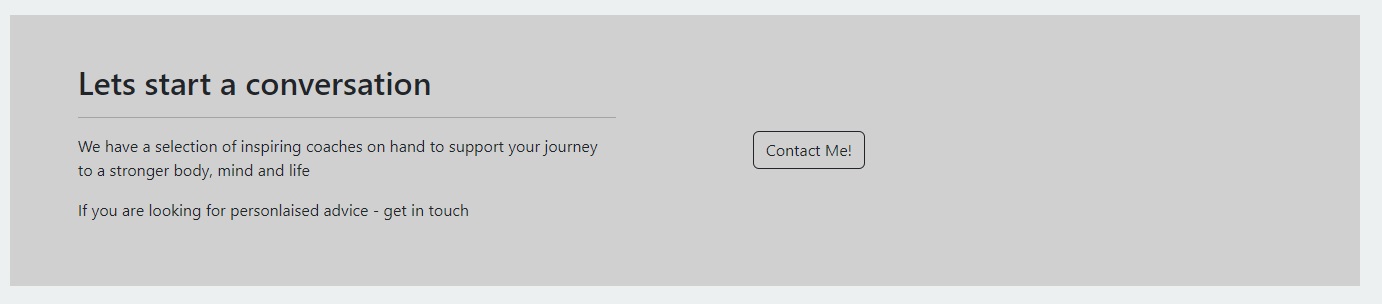 Lets start a conversation
We have a selection of inspiring coaches on hand to support your journey
to a stronger body, mind and life
If you are looking for personlaised advice - get in touch
Contact Me!